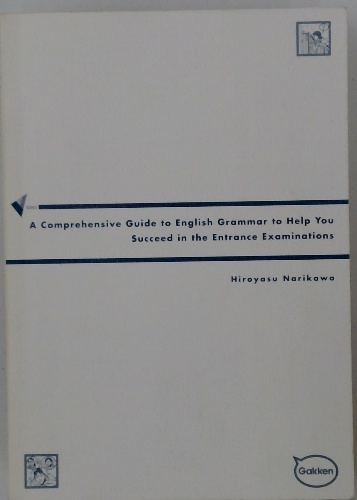 A Comprehensive Guide to English Grammar to Help You
Succeed in the Entrance Examinations
Hiroyasu Narikawa
Gakken